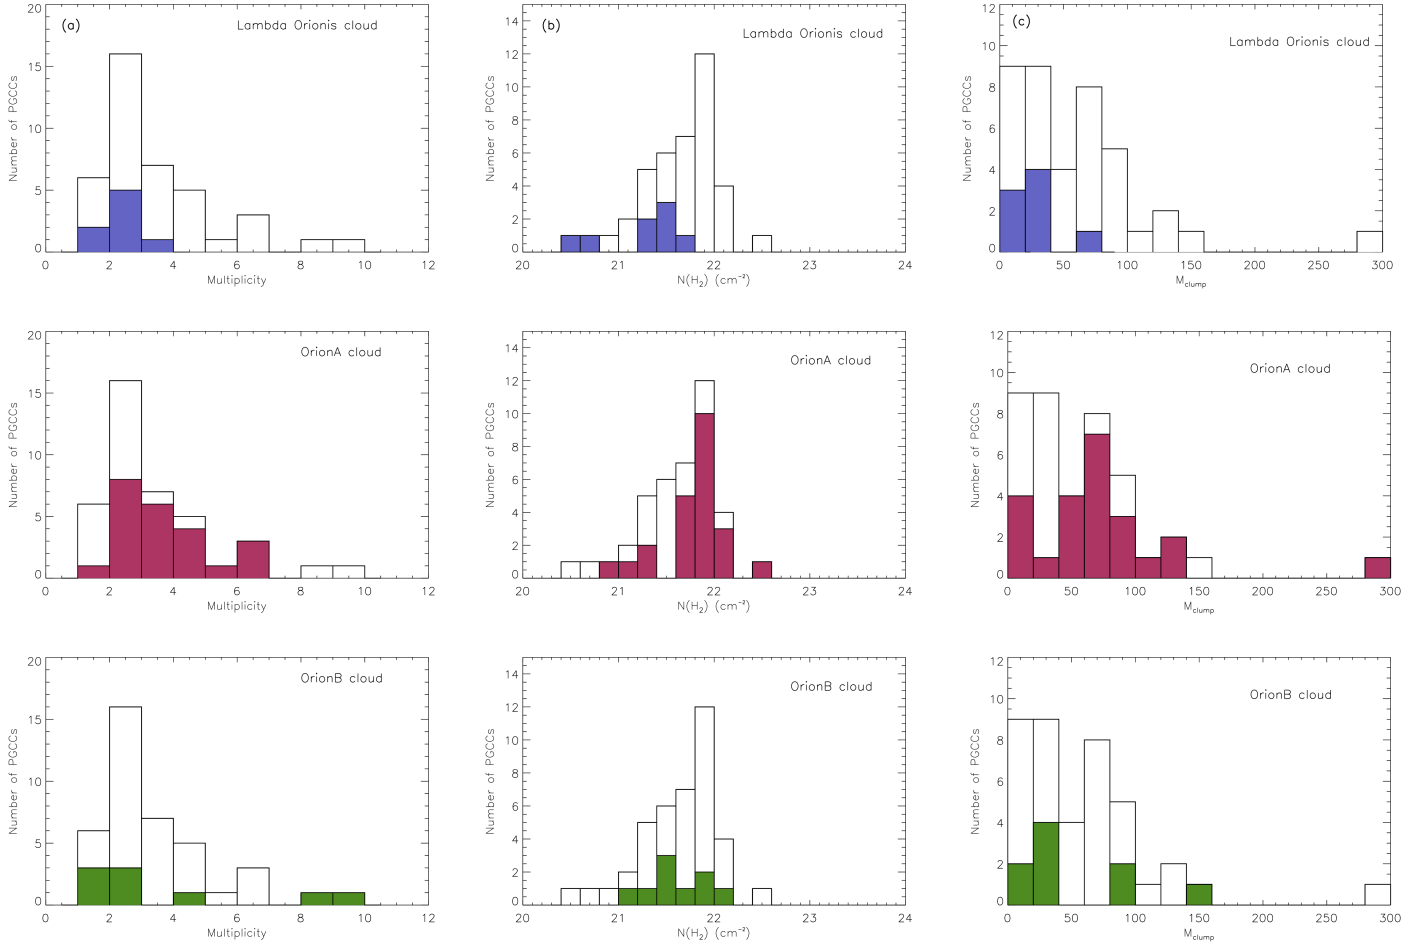 (a)
Lambda Orionis cloud
Number of PGCCs
20
15
10
5
0
0 2 4 6 8 10 12
Multiplicity
(b)
Lambda Orionis cloud
Number of PGCCs
14
12
10
8
6
4
2
0
20 21 22 23 24
N(H₂) (cm⁻²)
(c)
Lambda Orionis cloud
Number of PGCCs
12
10
8
6
4
2
0
0 50 100 150 200 250 300
M_clump
OrionA cloud
Number of PGCCs
20
15
10
5
0
0 2 4 6 8 10 12
Multiplicity
OrionA cloud
Number of PGCCs
14
12
10
8
6
4
2
0
20 21 22 23 24
N(H₂) (cm⁻²)
OrionA cloud
Number of PGCCs
12
10
8
6
4
2
0
0 50 100 150 200 250 300
M_clump
OrionB cloud
Number of PGCCs
20
15
10
5
0
0 2 4 6 8 10 12
Multiplicity
OrionB cloud
Number of PGCCs
14
12
10
8
6
4
2
0
20 21 22 23 24
N(H₂) (cm⁻²)
OrionB cloud
Number of PGCCs
12
10
8
6
4
2
0
0 50 100 150 200 250 300
M_clump